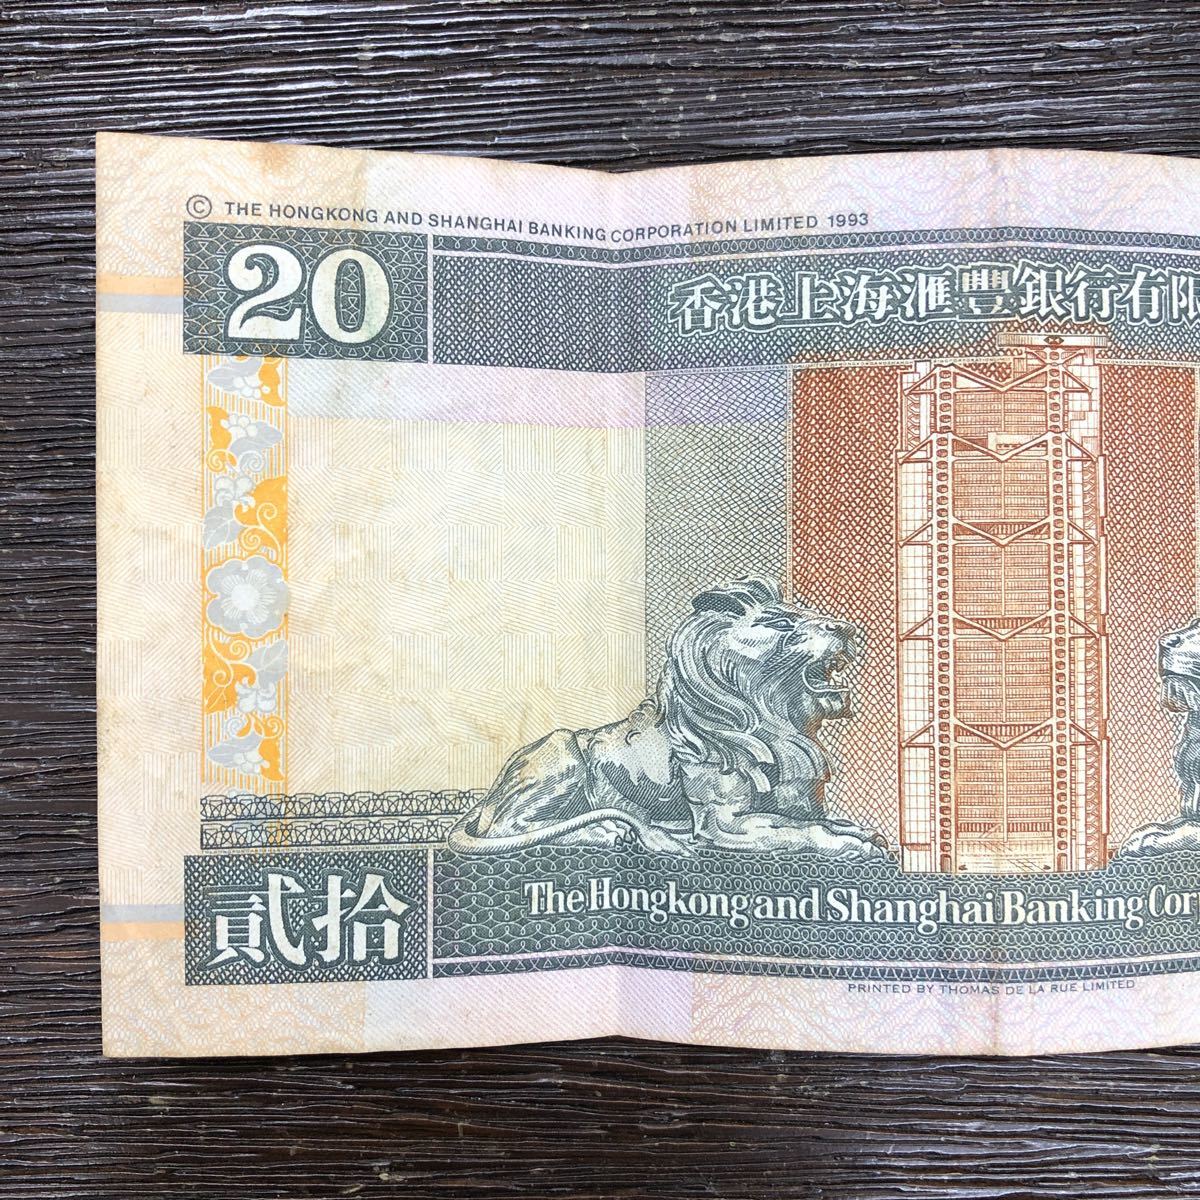 © THE HONGKONG AND SHANGHAI BANKING CORPORATION LIMITED 1993
20
香港上海滙豐銀行有限
貳拾
The Hongkong and Shanghai Banking Cor
PRINTED BY THOMAS DE LA RUE LIMITED